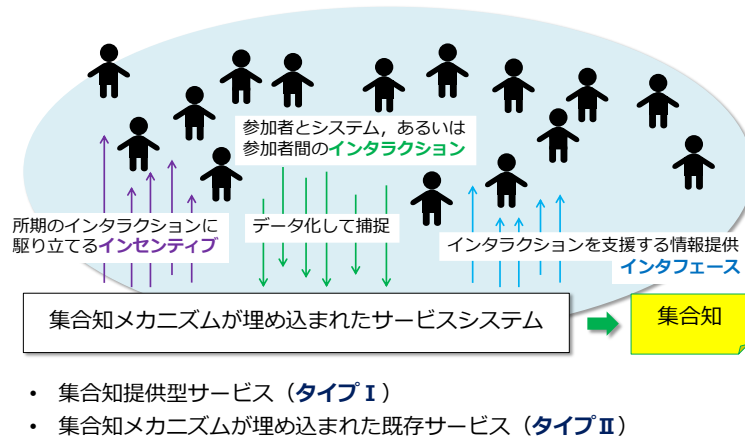 参加者とシステム，あるいは
参加者間のインタラクション
所期のインタラクションに
駆り立てるインセンティブ
データ化して捕捉
インタラクションを支援する情報提供
インタフェース
集合知メカニズムが埋め込まれたサービスシステム
集合知
• 集合知提供型サービス（タイプⅠ）
• 集合知メカニズムが埋め込まれた既存サービス（タイプⅡ）